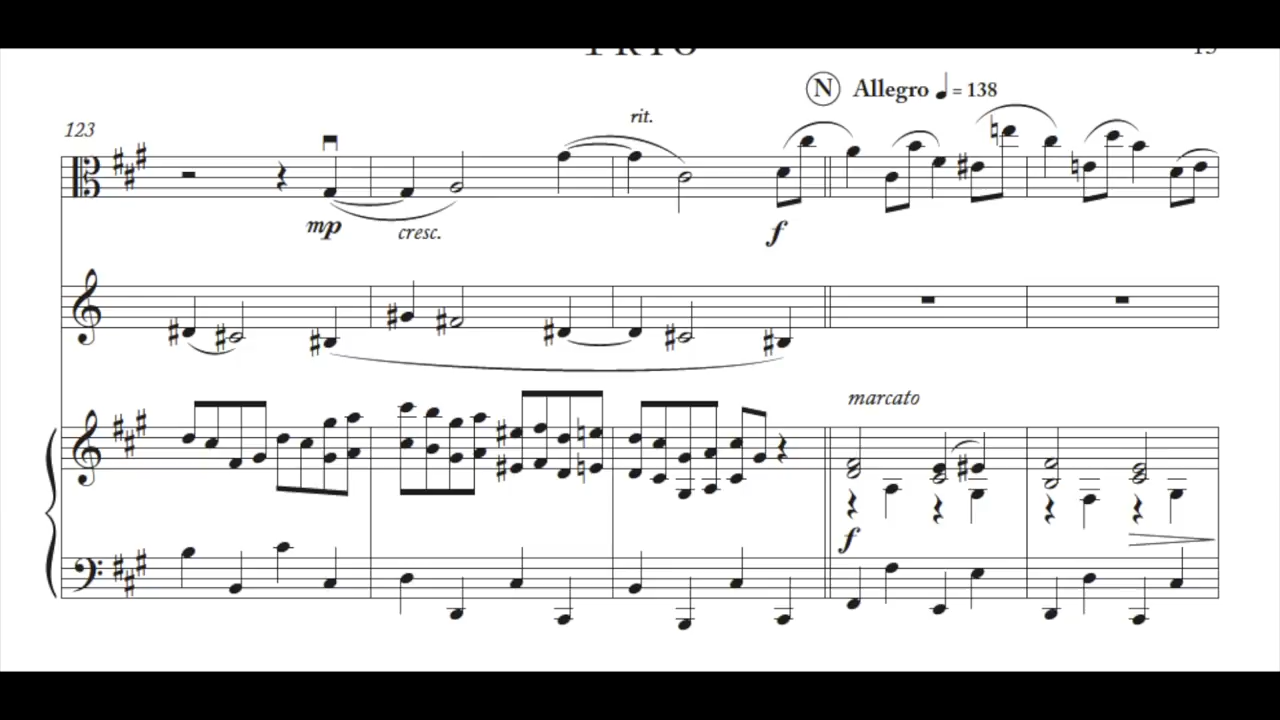 N Allegro ♩ = 138
123
rit.
mp
cresc.
f
marcato
f